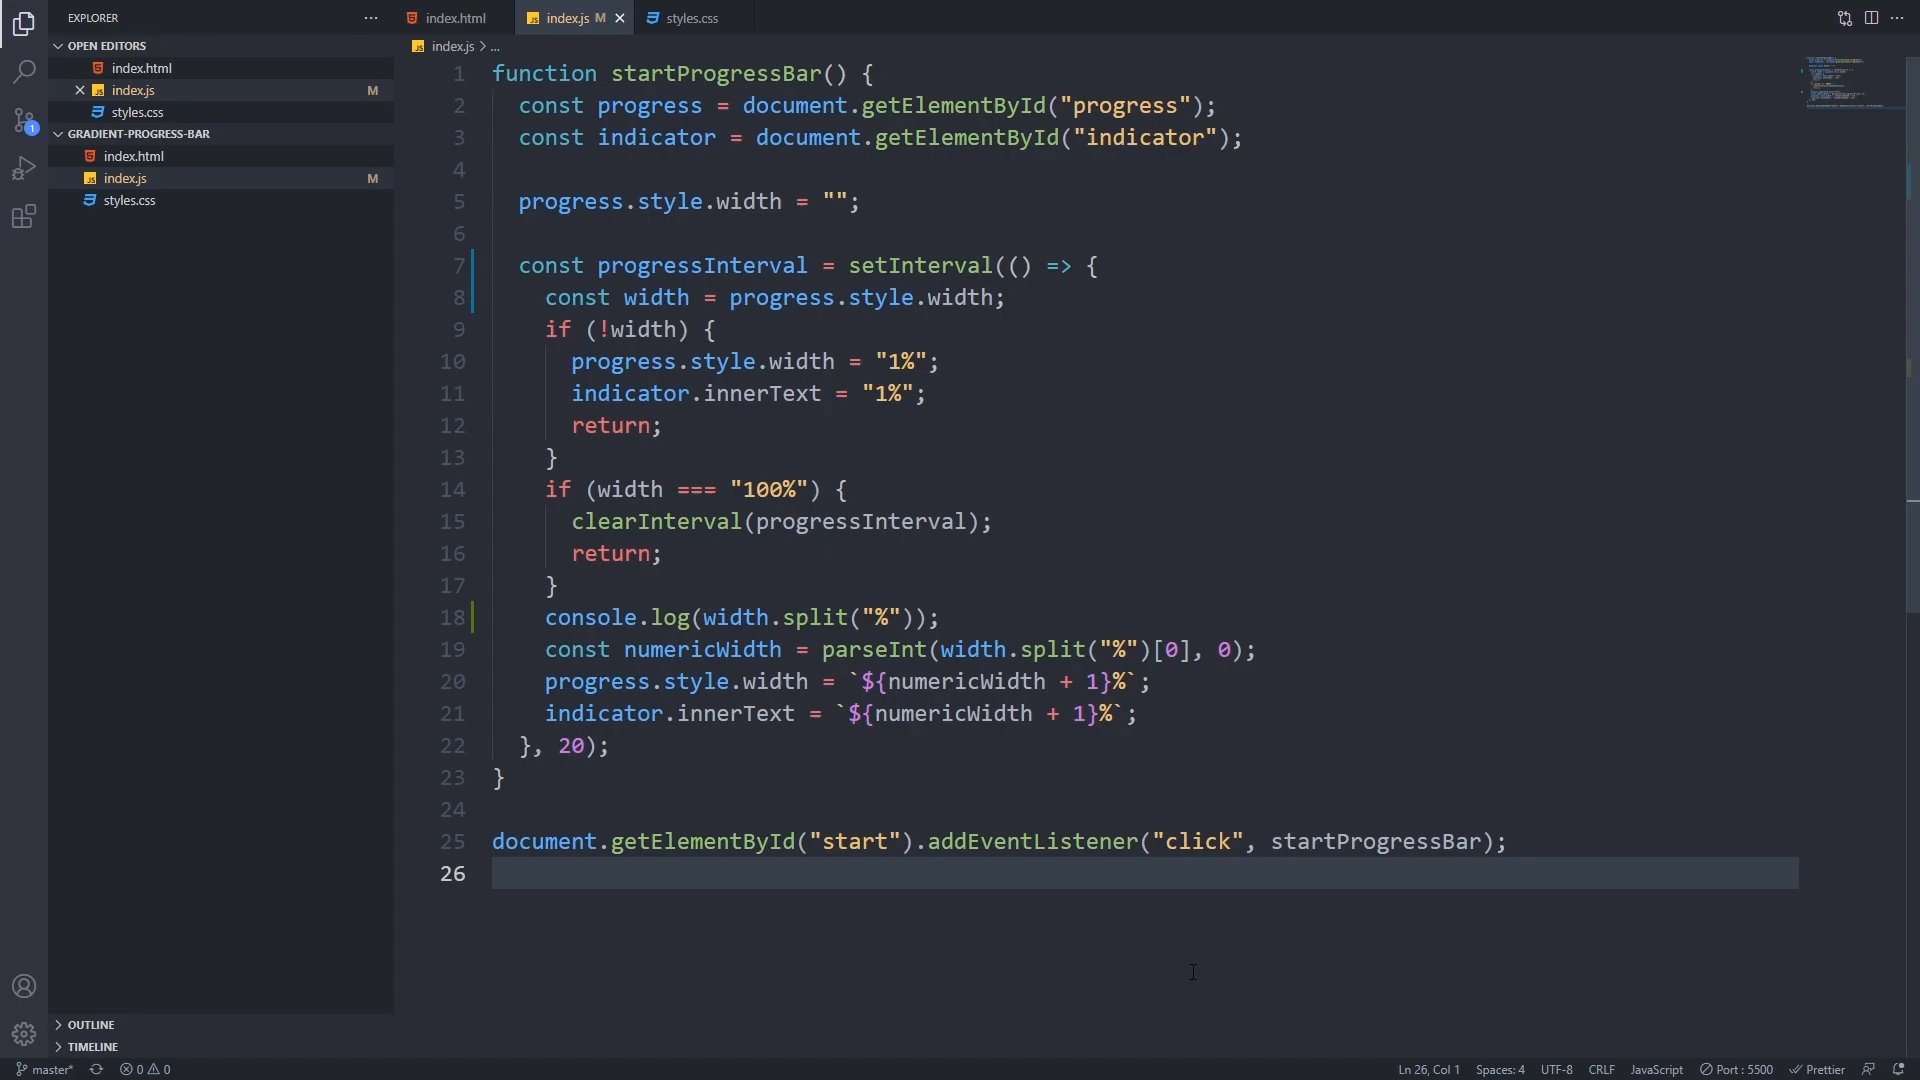 EXPLORER
index.html
index.js M
styles.css
OPEN EDITORS
index.html
index.js M
styles.css
GRADIENT-PROGRESS-BAR
index.html
index.js M
styles.css
OUTLINE
TIMELINE
1
index.js > ...
1 function startProgressBar() {
2 const progress = document.getElementById("progress");
3 const indicator = document.getElementById("indicator");
4
5 progress.style.width = "";
6
7 const progressInterval = setInterval(() => {
8 const width = progress.style.width;
9 if (!width) {
10 progress.style.width = "1%";
11 indicator.innerText = "1%";
12 return;
13 }
14 if (width === "100%") {
15 clearInterval(progressInterval);
16 return;
17 }
18 console.log(width.split("%"));
19 const numericWidth = parseInt(width.split("%")[0], 0);
20 progress.style.width = `${numericWidth + 1}%`;
21 indicator.innerText = `${numericWidth + 1}%`;
22 }, 20);
23 }
24
25 document.getElementById("start").addEventListener("click", startProgressBar);
26
master* 0 0 Ln 26, Col 1 Spaces: 4 UTF-8 CRLF JavaScript Port : 5500 Prettier